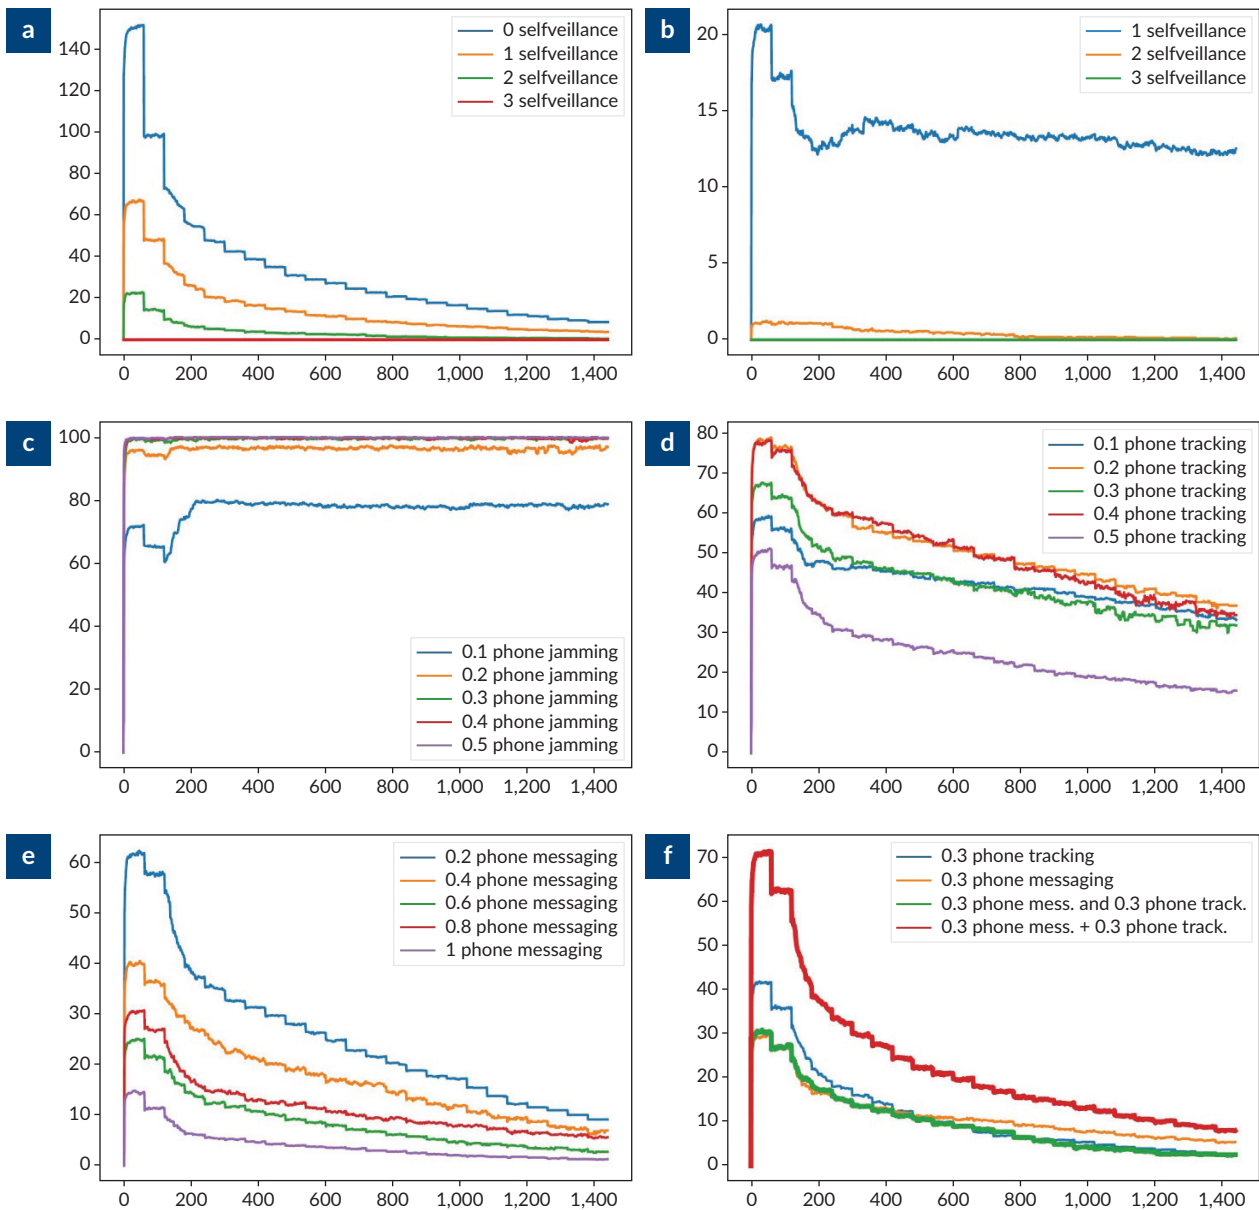 a
140
120
100
80
60
40
20
0
0 selfveillance
1 selfveillance
2 selfveillance
3 selfveillance
0 200 400 600 800 1,000 1,200 1,400
b
20
15
10
5
0
1 selfveillance
2 selfveillance
3 selfveillance
0 200 400 600 800 1,000 1,200 1,400
c
100
80
60
40
20
0
0.1 phone jamming
0.2 phone jamming
0.3 phone jamming
0.4 phone jamming
0.5 phone jamming
0 200 400 600 800 1,000 1,200 1,400
d
80
70
60
50
40
30
20
10
0
0.1 phone tracking
0.2 phone tracking
0.3 phone tracking
0.4 phone tracking
0.5 phone tracking
0 200 400 600 800 1,000 1,200 1,400
e
60
50
40
30
20
10
0
0.2 phone messaging
0.4 phone messaging
0.6 phone messaging
0.8 phone messaging
1 phone messaging
0 200 400 600 800 1,000 1,200 1,400
f
70
60
50
40
30
20
10
0
0.3 phone tracking
0.3 phone messaging
0.3 phone mess. and 0.3 phone track.
0.3 phone mess. + 0.3 phone track.
0 200 400 600 800 1,000 1,200 1,400